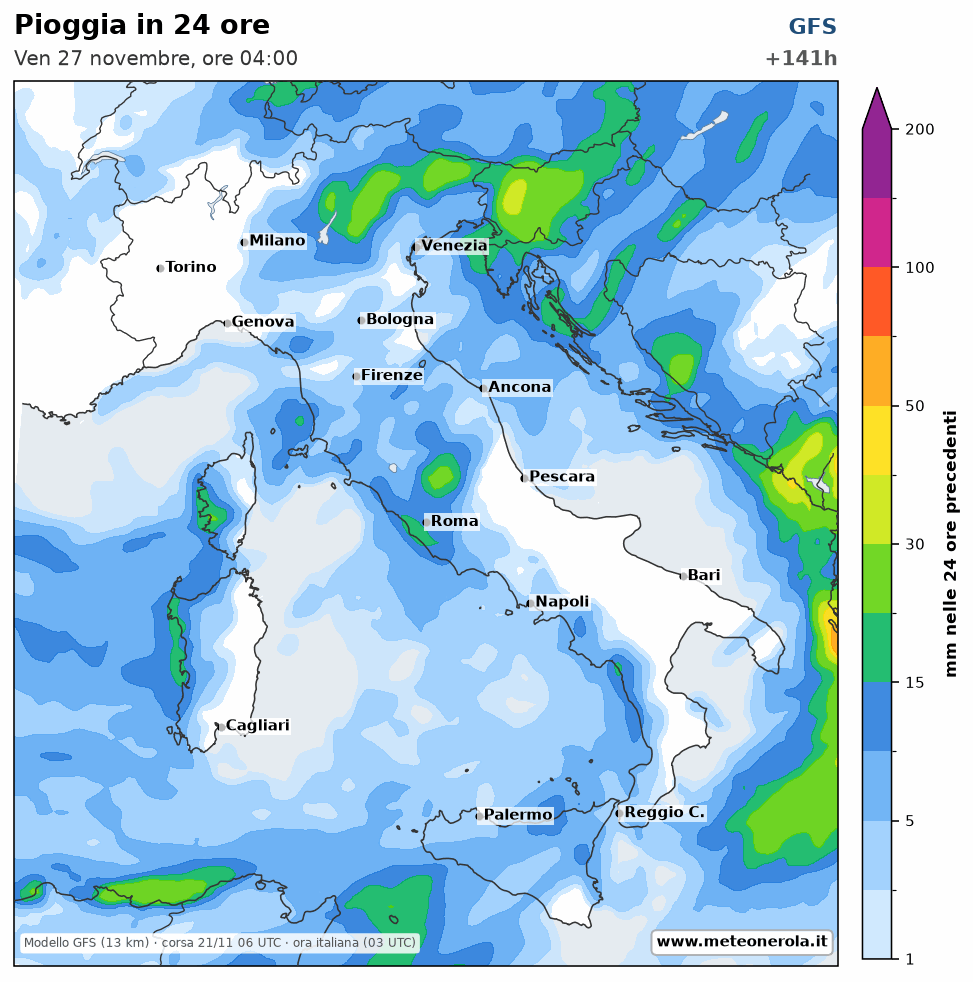 Pioggia in 24 ore
GFS
Ven 27 novembre, ore 04:00
+141h
200
Milano
Venezia
Torino
100
Genova
Bologna
Firenze
Ancona
50
Pescara
Roma
30
Bari
Napoli
mm nelle 24 ore precedenti
15
Cagliari
Palermo
Reggio C.
5
Modello GFS (13 km) · corsa 21/11 06 UTC · ora italiana (03 UTC)
www.meteonerola.it
1